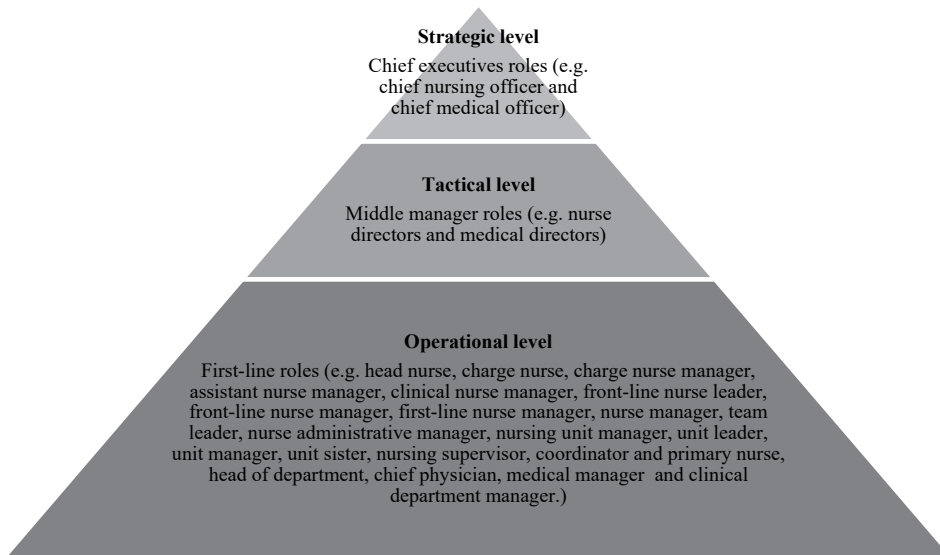 Strategic level
Chief executives roles (e.g.
chief nursing officer and
chief medical officer)
Tactical level
Middle manager roles (e.g. nurse
directors and medical directors)
Operational level
First-line roles (e.g. head nurse, charge nurse, charge nurse manager,
assistant nurse manager, clinical nurse manager, front-line nurse leader,
front-line nurse manager, first-line nurse manager, nurse manager, team
leader, nurse administrative manager, nursing unit manager, unit leader,
unit manager, unit sister, nursing supervisor, coordinator and primary nurse,
head of department, chief physician, medical manager and clinical
department manager.)